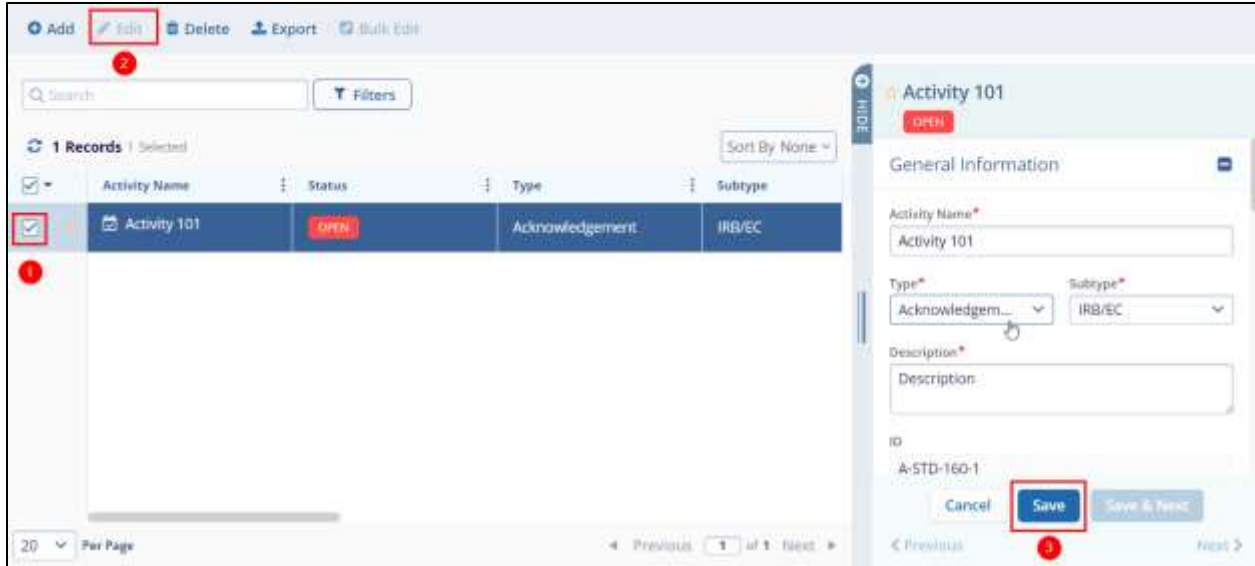 Add Edit Delete Export Bulk Edit
2
Search Filters
1 Records 1 Selected Sort By None
Activity Name Status Type Subtype
Activity 101 OPEN Acknowledgement IRB/EC
1
20 Per Page Previous 1 of 1 Next
HIDE
Activity 101
OPEN
General Information
Activity Name*
Activity 101
Type* Subtype*
Acknowledgem... IRB/EC
Description*
Description
ID
A-STD-160-1
Cancel Save Save & Next
Previous 3 Next